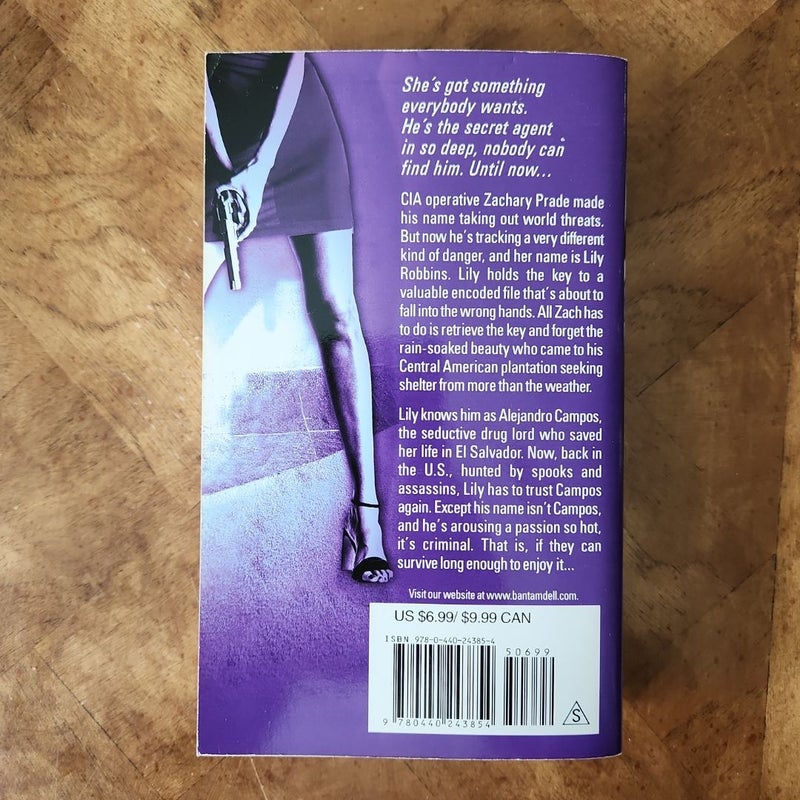 She's got something
everybody wants.
He's the secret agent
in so deep, nobody can
find him. Until now...
CIA operative Zachary Prade made
his name taking out world threats.
But now he's tracking a very different
kind of danger, and her name is Lily
Robbins. Lily holds the key to a
valuable encoded file that's about to
fall into the wrong hands. All Zach has
to do is retrieve the key and forget the
rain-soaked beauty who came to his
Central American plantation seeking
shelter from more than the weather.
Lily knows him as Alejandro Campos,
the seductive drug lord who saved
her life in El Salvador. Now, back in
the U.S., hunted by spooks and
assassins, Lily has to trust Campos
again. Except his name isn't Campos,
and he's arousing a passion so hot,
it's criminal. That is, if they can
survive long enough to enjoy it...
Visit our website at www.bantamdell.com.
US $6.99/ $9.99 CAN
ISBN 978-0-440-24385-4
50699
9 780440 243854
S